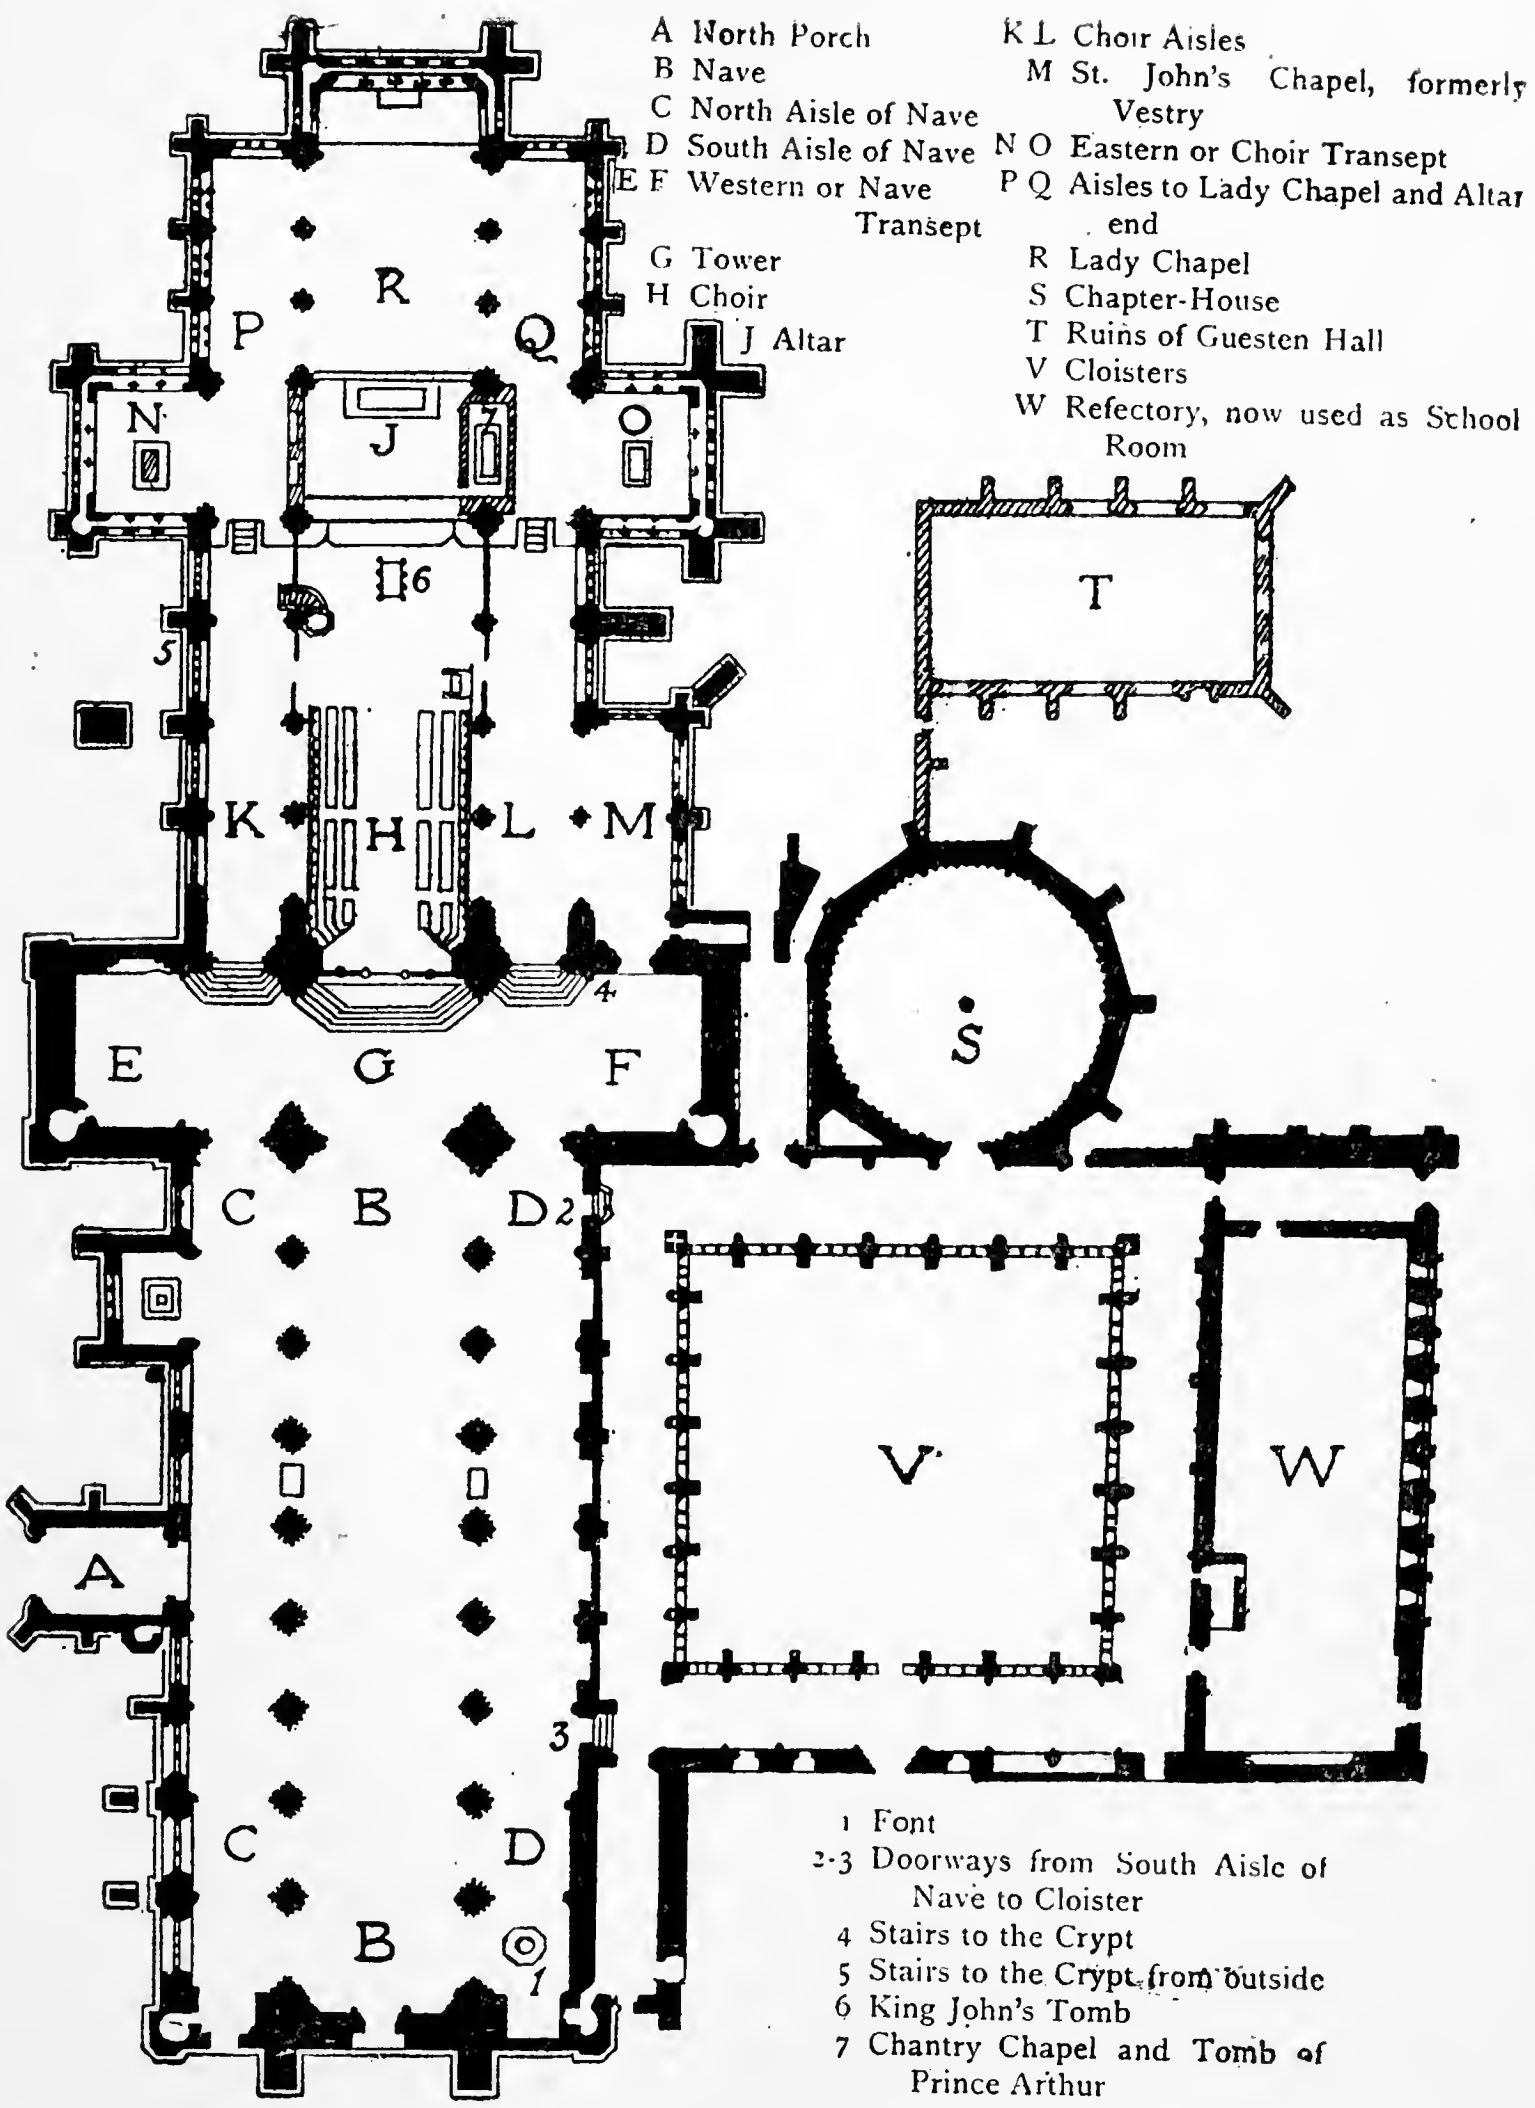 A North Porch
B Nave
C North Aisle of Nave
D South Aisle of Nave
E F Western or Nave
Transept
G Tower
H Choir
J Altar
K L Choir Aisles
M St. John's Chapel, formerly
Vestry
N O Eastern or Choir Transept
P Q Aisles to Lady Chapel and Altar
end
R Lady Chapel
S Chapter-House
T Ruins of Guesten Hall
V Cloisters
W Refectory, now used as School
Room
R
P
Q
N
J
7
O
6
T
5
K
H
L
M
4
S
E
G
F
C
B
D
2
V
W
A
3
C
D
B
1
1 Font
2-3 Doorways from South Aisle of
Nave to Cloister
4 Stairs to the Crypt
5 Stairs to the Crypt from outside
6 King John's Tomb
7 Chantry Chapel and Tomb of
Prince Arthur